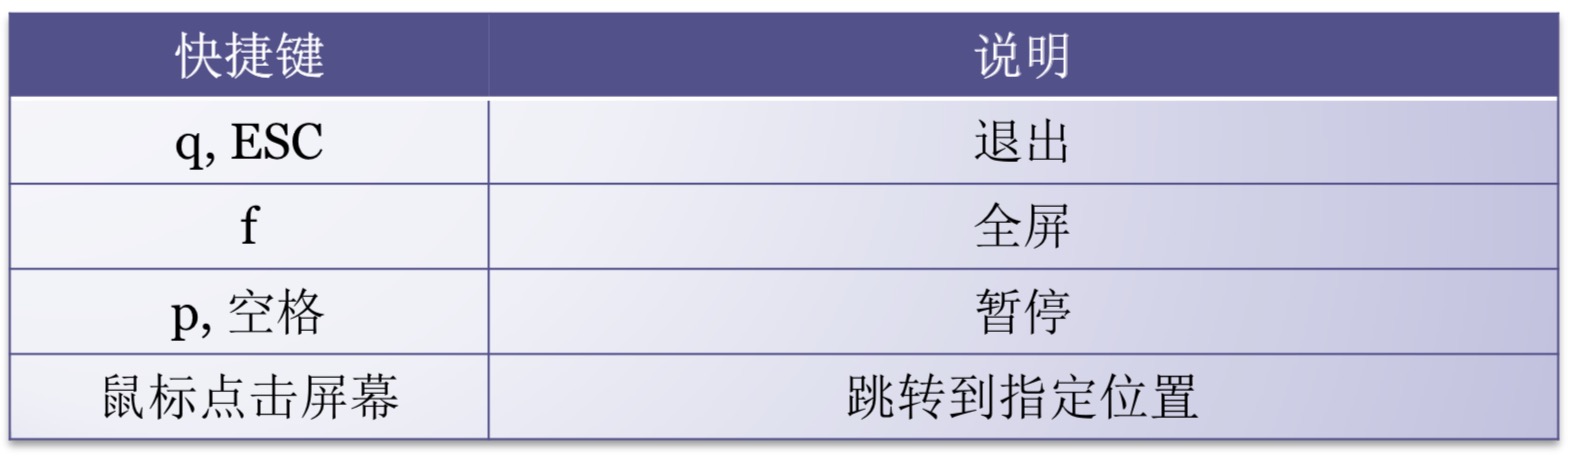 快捷键 说明
q, ESC 退出
f 全屏
p, 空格 暂停
鼠标点击屏幕 跳转到指定位置